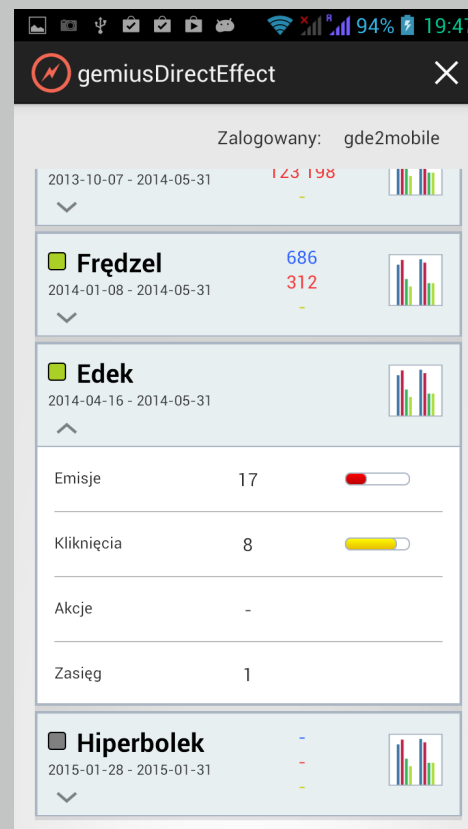 94% 19:47
gemiusDirectEffect
Zalogowany: gde2mobile
123 198
2013-10-07 - 2014-05-31
-
Frędzel
686
2014-01-08 - 2014-05-31
312
-
Edek
2014-04-16 - 2014-05-31
Emisje 17
Kliknięcia 8
Akcje -
Zasięg 1
Hiperbolek
-
2015-01-28 - 2015-01-31
-
-